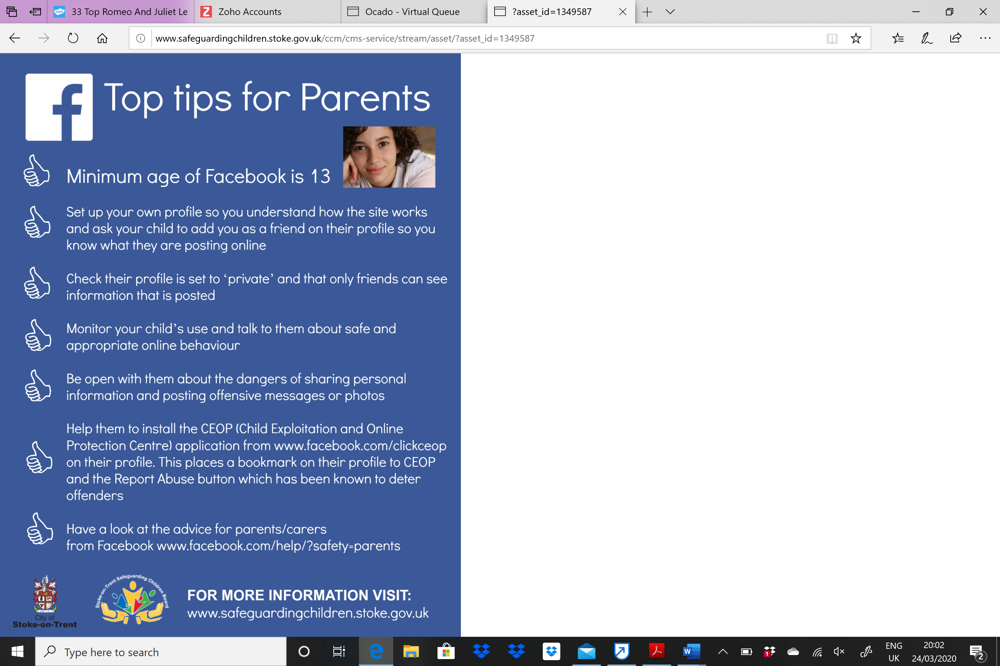 33 Top Romeo And Juliet Le
Zoho Accounts
Ocado - Virtual Queue
?asset_id=1349587
www.safeguardingchildren.stoke.gov.uk/ccm/cms-service/stream/asset/?asset_id=1349587
f Top tips for Parents
Minimum age of Facebook is 13
Set up your own profile so you understand how the site works
and ask your child to add you as a friend on their profile so you
know what they are posting online
Check their profile is set to ‘private’ and that only friends can see
information that is posted
Monitor your child’s use and talk to them about safe and
appropriate online behaviour
Be open with them about the dangers of sharing personal
information and posting offensive messages or photos
Help them to install the CEOP (Child Exploitation and Online
Protection Centre) application from www.facebook.com/clickceop
on their profile. This places a bookmark on their profile to CEOP
and the Report Abuse button which has been known to deter
offenders
Have a look at the advice for parents/carers
from Facebook www.facebook.com/help/?safety=parents
City of
Stoke-on-Trent
Stoke-on-Trent Safeguarding Children Board
FOR MORE INFORMATION VISIT:
www.safeguardingchildren.stoke.gov.uk
Type here to search
1
ENG
UK
20:02
24/03/2020
2